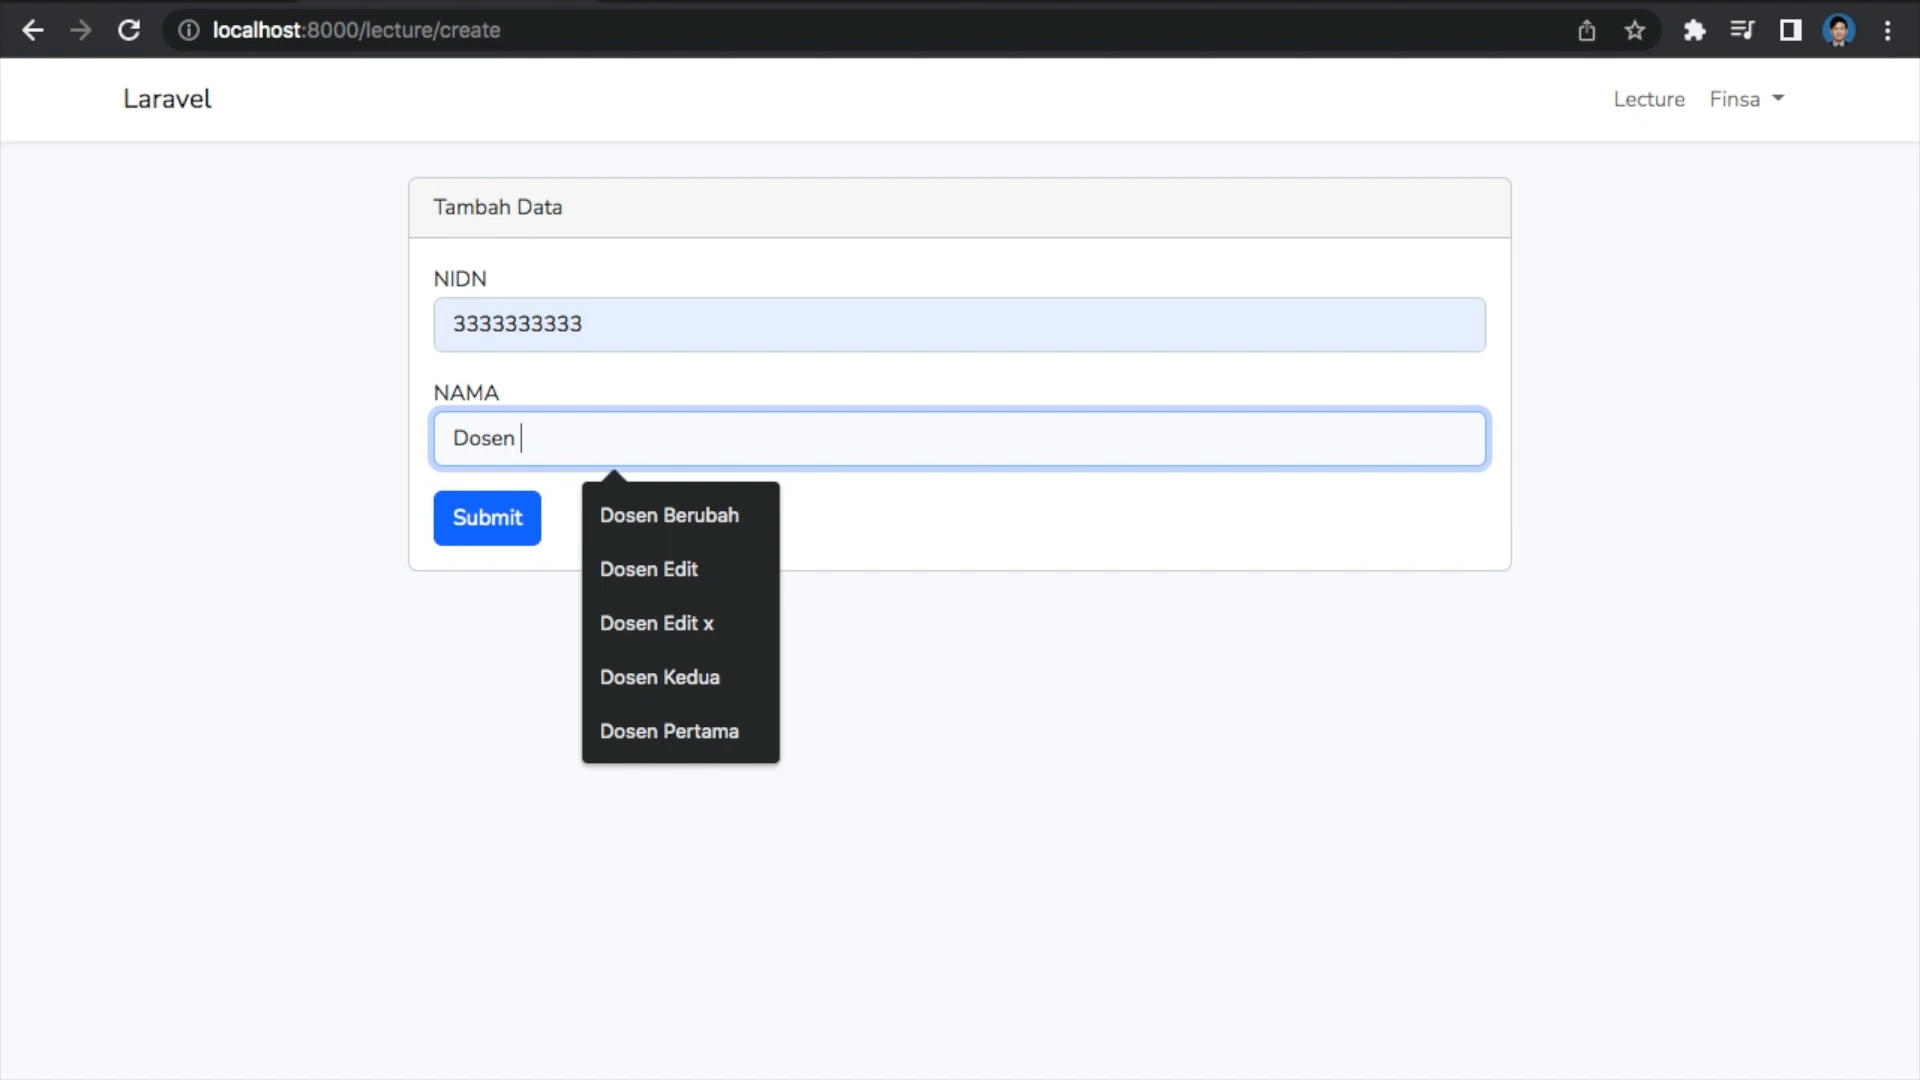 localhost:8000/lecture/create
Laravel
Lecture
Finsa
Tambah Data
NIDN
3333333333
NAMA
Dosen
Submit
Dosen Berubah
Dosen Edit
Dosen Edit x
Dosen Kedua
Dosen Pertama